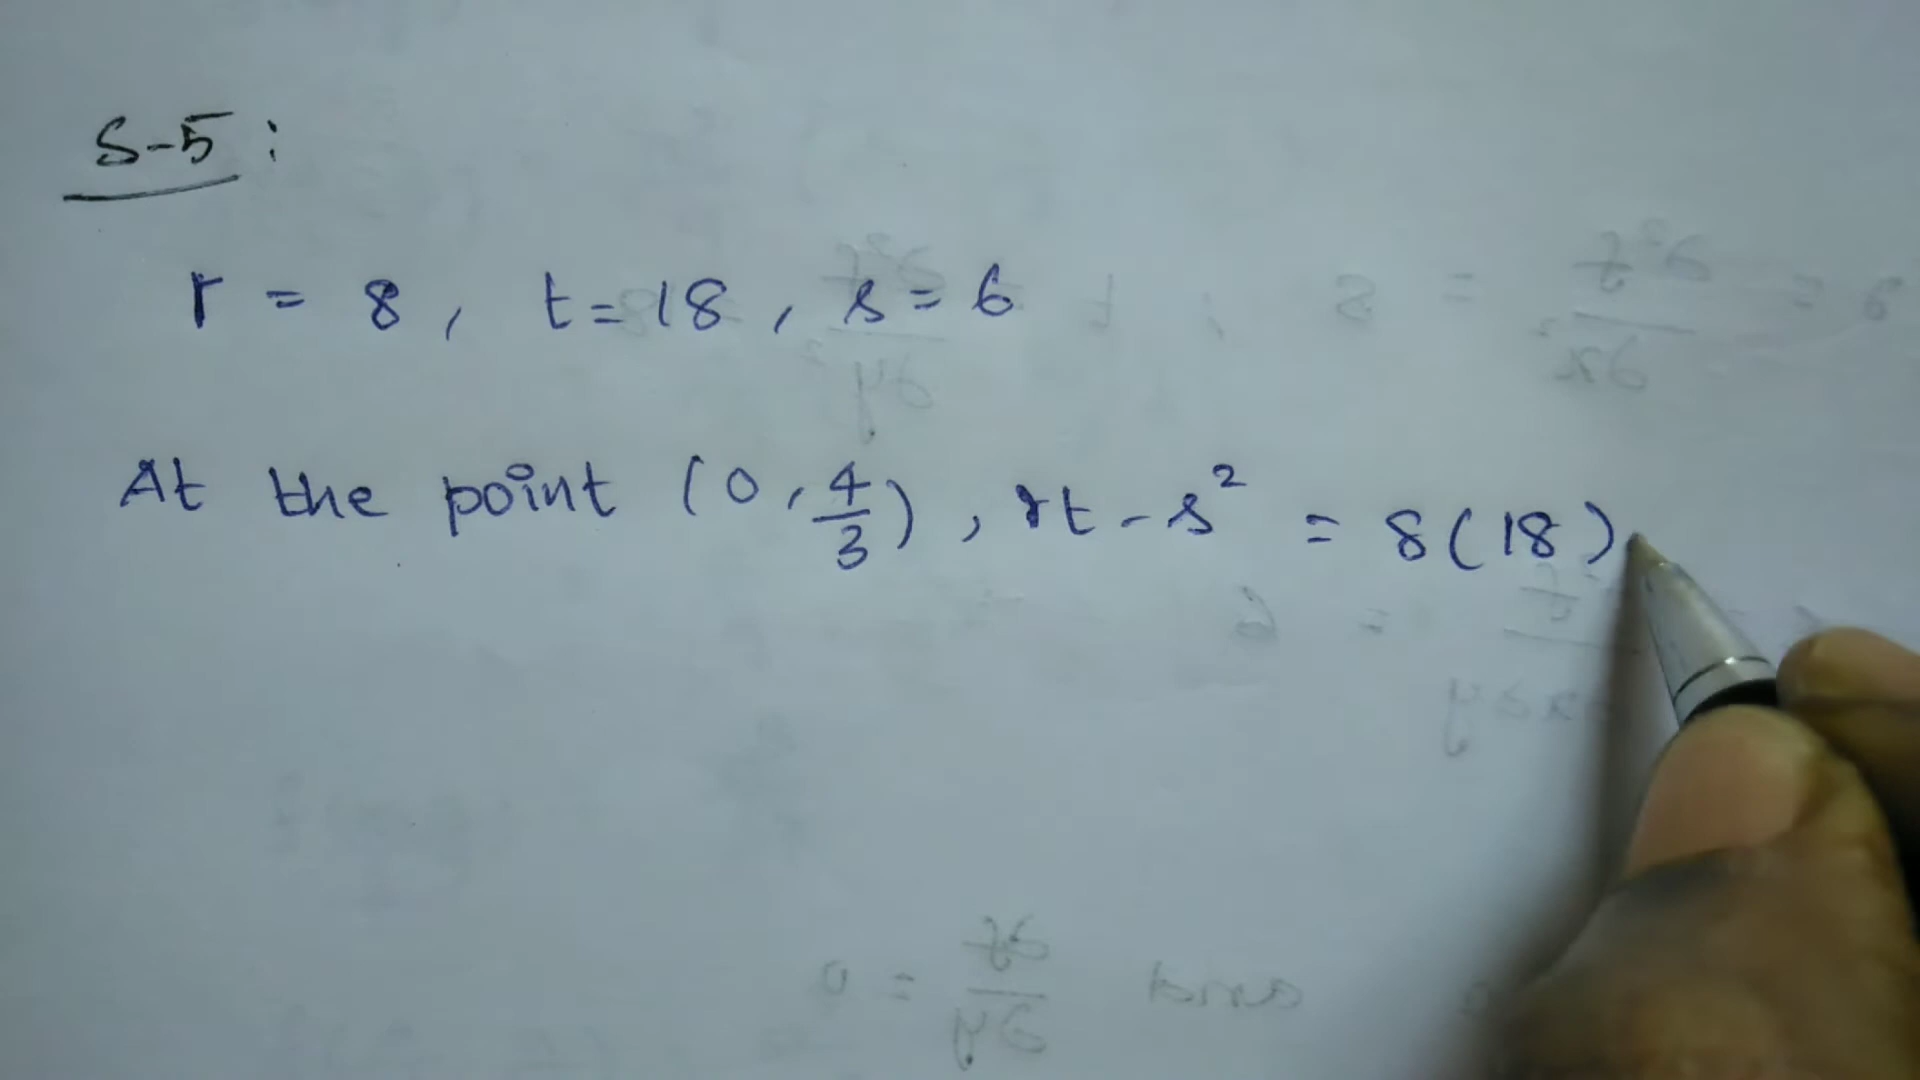 S-5 :
r = 8 , t = 18 , s = 6
At the point (0, 4/3) , rt - s² = 8(18)